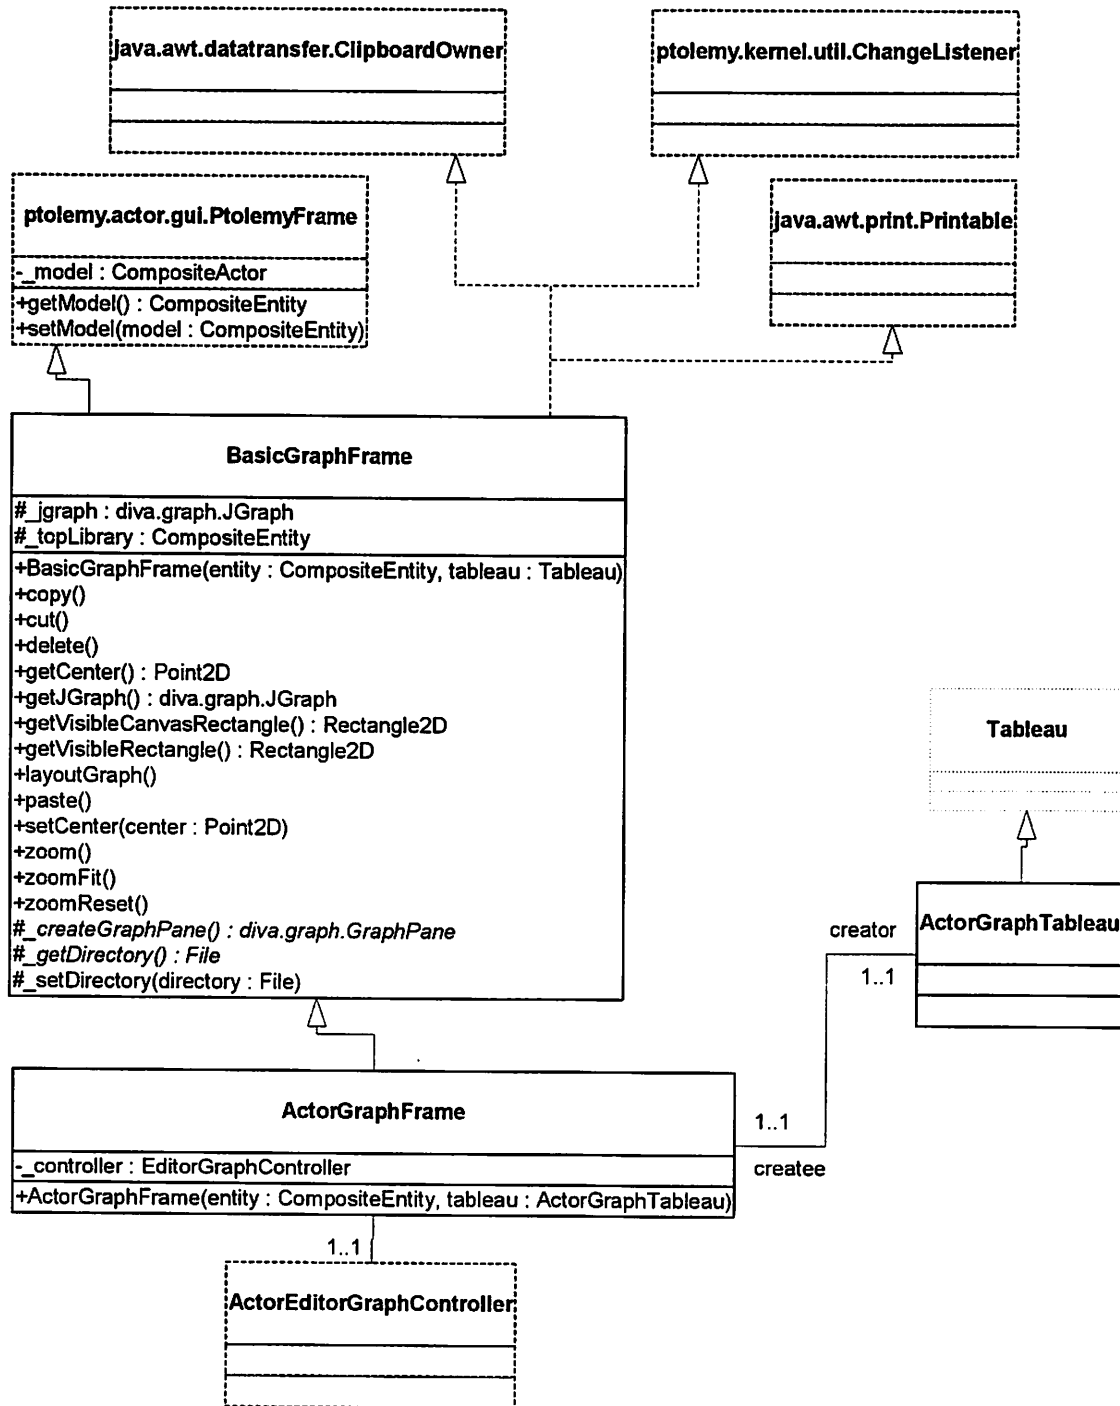 java.awt.datatransfer.ClipboardOwner
ptolemy.kernel.util.ChangeListener
ptolemy.actor.gui.PtolemyFrame
-_model : CompositeActor
+getModel() : CompositeEntity
+setModel(model : CompositeEntity)
java.awt.print.Printable
BasicGraphFrame
#_jgraph : diva.graph.JGraph
#_topLibrary : CompositeEntity
+BasicGraphFrame(entity : CompositeEntity, tableau : Tableau)
+copy()
+cut()
+delete()
+getCenter() : Point2D
+getJGraph() : diva.graph.JGraph
+getVisibleCanvasRectangle() : Rectangle2D
+getVisibleRectangle() : Rectangle2D
+layoutGraph()
+paste()
+setCenter(center : Point2D)
+zoom()
+zoomFit()
+zoomReset()
#_createGraphPane() : diva.graph.GraphPane
#_getDirectory() : File
#_setDirectory(directory : File)
Tableau
ActorGraphTableau
creator
1..1
ActorGraphFrame
-_controller : EditorGraphController
+ActorGraphFrame(entity : CompositeEntity, tableau : ActorGraphTableau)
1..1
createe
1..1
ActorEditorGraphController